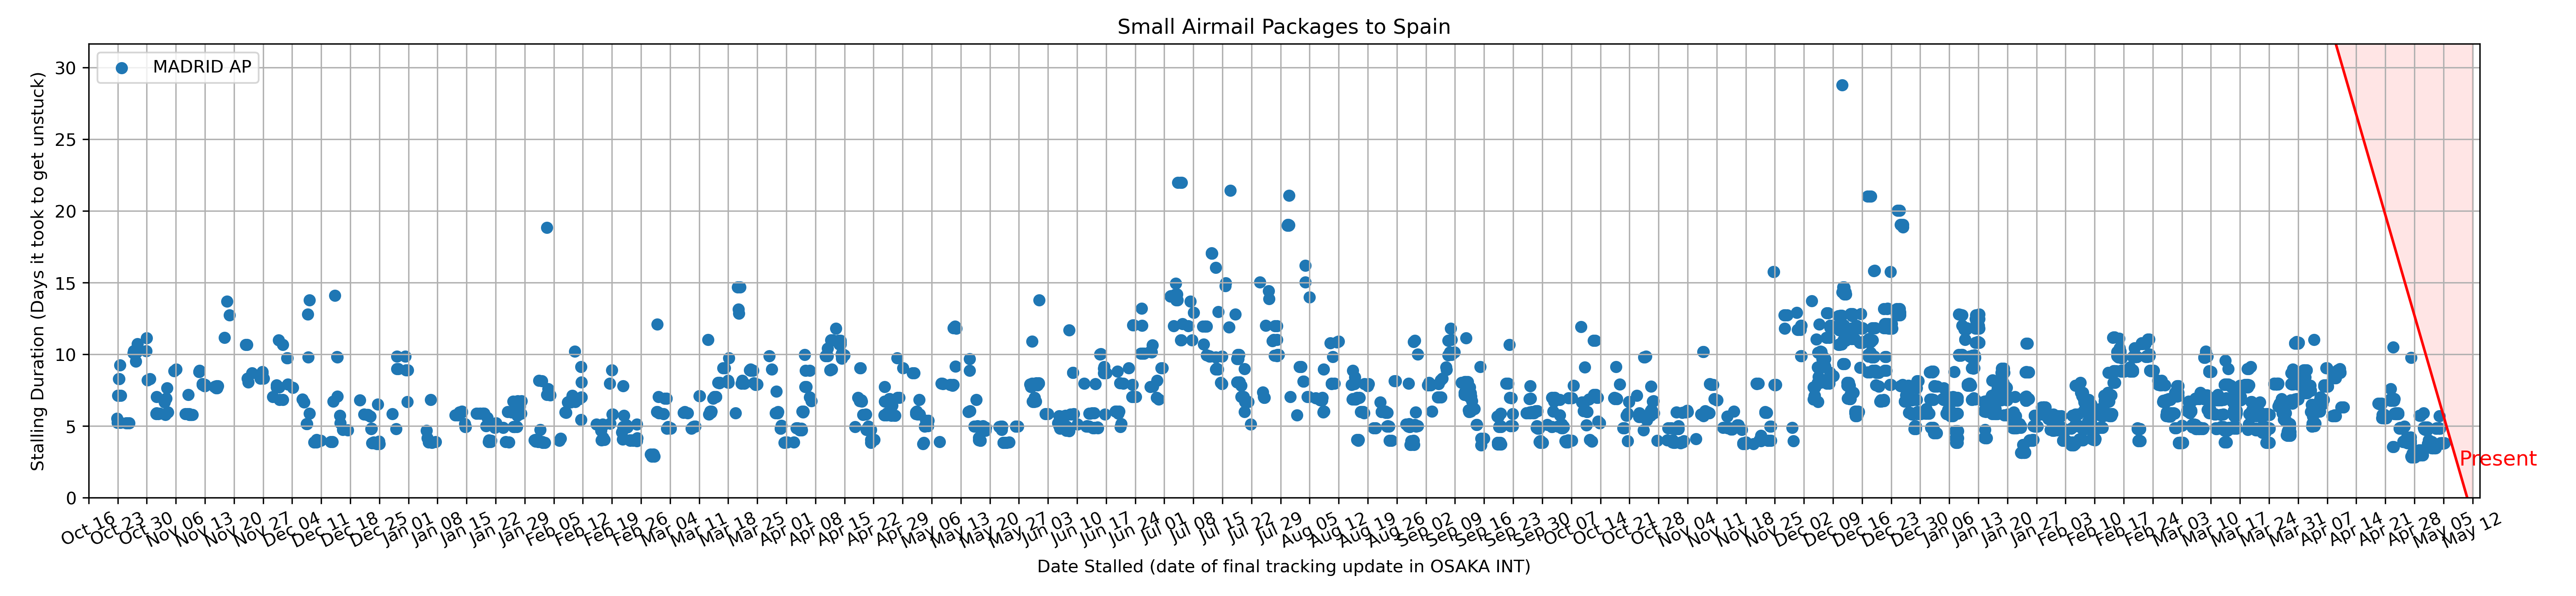 Small Airmail Packages to Spain
MADRID AP
Stalling Duration (Days it took to get unstuck)
30
25
20
15
10
5
0
Present
Oct 16
Oct 23
Oct 30
Nov 06
Nov 13
Nov 20
Nov 27
Dec 04
Dec 11
Dec 18
Dec 25
Jan 01
Jan 08
Jan 15
Jan 22
Jan 29
Feb 05
Feb 12
Feb 19
Feb 26
Mar 04
Mar 11
Mar 18
Mar 25
Apr 01
Apr 08
Apr 15
Apr 22
Apr 29
May 06
May 13
May 20
May 27
Jun 03
Jun 10
Jun 17
Jun 24
Jul 01
Jul 08
Jul 15
Jul 22
Jul 29
Aug 05
Aug 12
Aug 19
Aug 26
Sep 02
Sep 09
Sep 16
Sep 23
Sep 30
Oct 07
Oct 14
Oct 21
Oct 28
Nov 04
Nov 11
Nov 18
Nov 25
Dec 02
Dec 09
Dec 16
Dec 23
Dec 30
Jan 06
Jan 13
Jan 20
Jan 27
Feb 03
Feb 10
Feb 17
Feb 24
Mar 03
Mar 10
Mar 17
Mar 24
Mar 31
Apr 07
Apr 14
Apr 21
Apr 28
May 05
May 12
Date Stalled (date of final tracking update in OSAKA INT)